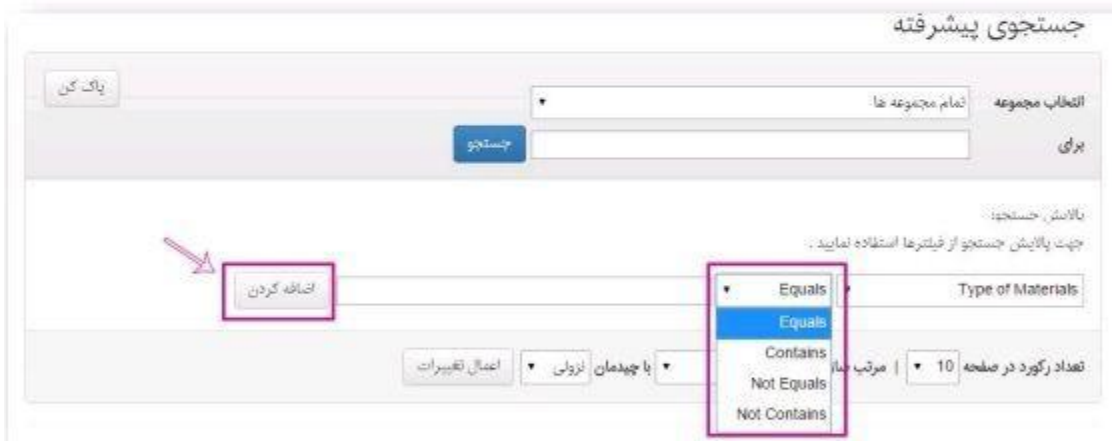 جستجوی پیشرفته
پاک کن
انتخاب مجموعه تمام مجموعه ها
برای جستجو
پالایش جستجو:
جهت پالایش جستجو از فیلترها استفاده نمایید .
Type of Materials Equals اضافه کردن
Equals
Contains
Not Equals
Not Contains
تعداد رکورد در صفحه 10 | مرتب با چیدمان نزولی اعمال تغییرات